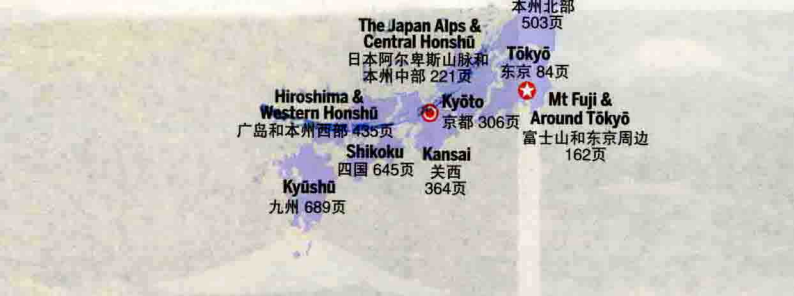 本州北部
503页
The Japan Alps &
Central Honshū
日本阿尔卑斯山脉和
本州中部 221页
Tōkyō
东京 84页
Hiroshima &
Western Honshū
广岛和本州西部 435页
Kyōto
京都 306页
Mt Fuji &
Around Tōkyō
富士山和东京周边
162页
Shikoku
四国 645页
Kansai
关西
364页
Kyūshū
九州 689页